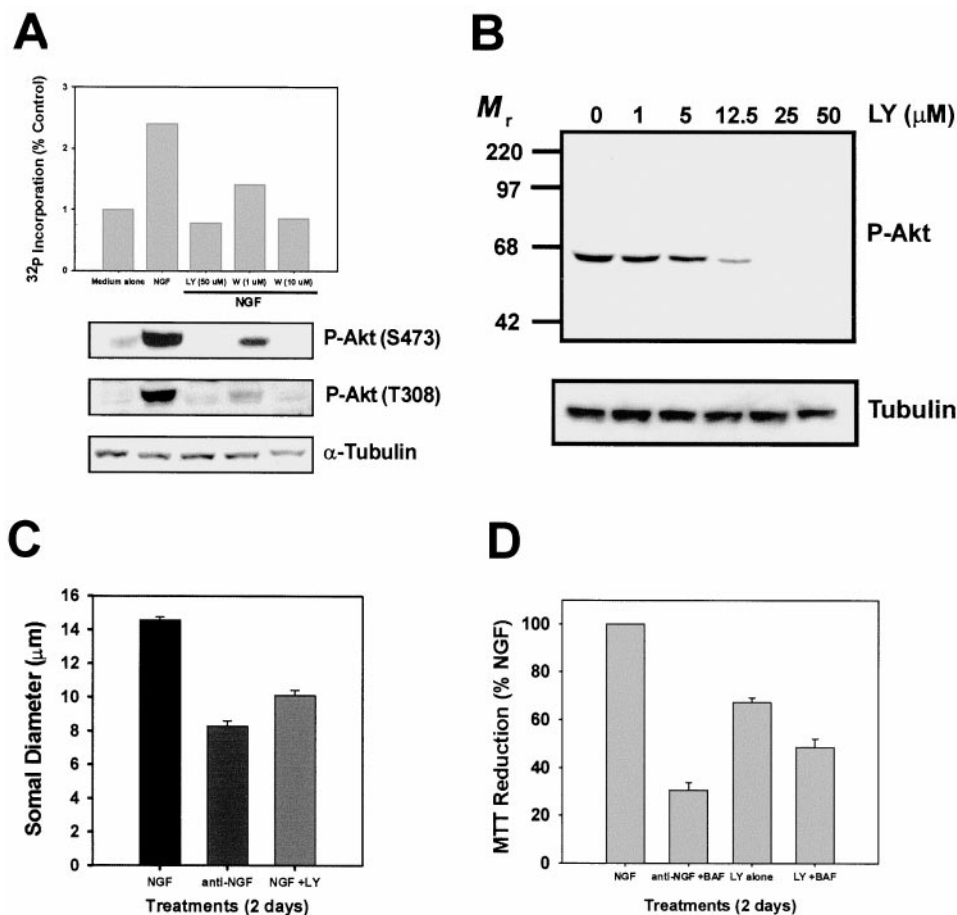 A
32P Incorporation (% Control)
3
2
1
0
Medium alone NGF LY (50 uM) W (1 uM) W (10 uM)
NGF
P-Akt (S473)
P-Akt (T308)
α-Tubulin
B
Mr 0 1 5 12.5 25 50 LY (μM)
220
97
68
42
P-Akt
Tubulin
C
Somal Diameter (μm)
16
14
12
10
8
6
4
2
0
NGF anti-NGF NGF +LY
Treatments (2 days)
D
MTT Reduction (% NGF)
100
80
60
40
20
0
NGF anti-NGF +BAF LY alone LY +BAF
Treatments (2 days)